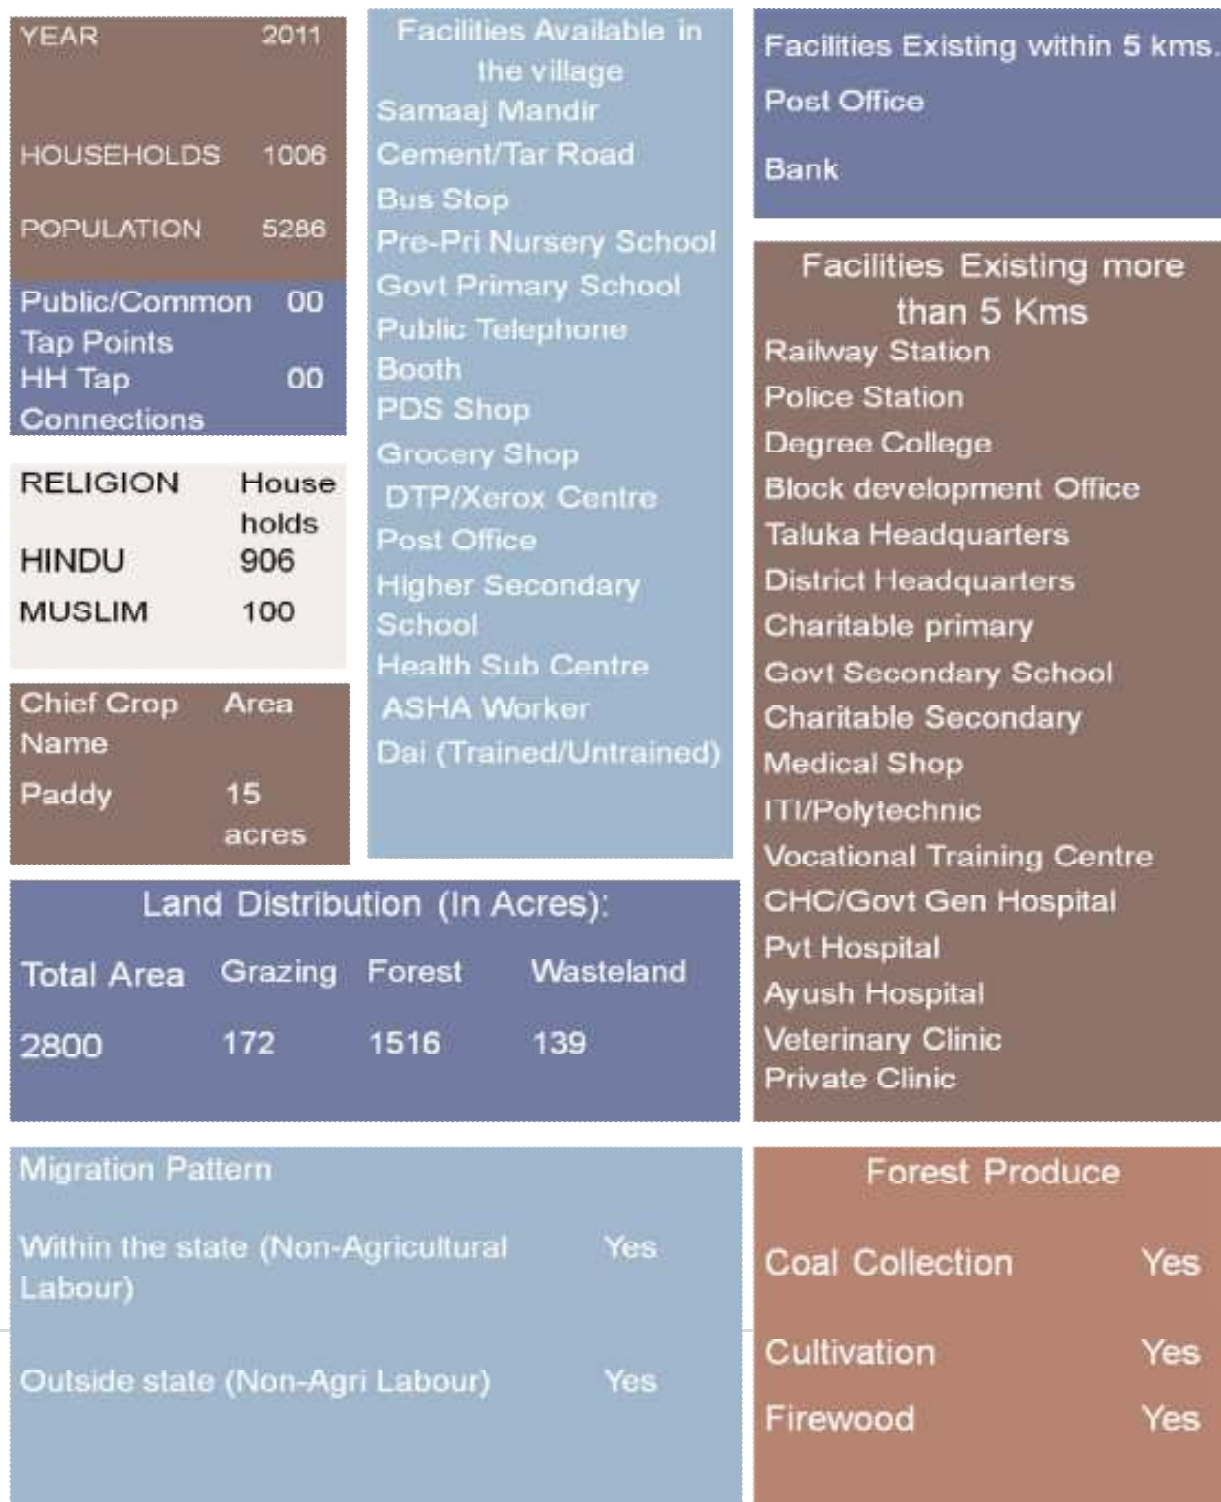 YEAR 2011
HOUSEHOLDS 1006
POPULATION 5286
Public/Common 00
Tap Points
HH Tap 00
Connections
RELIGION House
holds
HINDU 906
MUSLIM 100
Chief Crop Area
Name
Paddy 15
acres
Facilities Available in
the village
Samaaj Mandir
Cement/Tar Road
Bus Stop
Pre-Pri Nursery School
Govt Primary School
Public Telephone
Booth
PDS Shop
Grocery Shop
DTP/Xerox Centre
Post Office
Higher Secondary
School
Health Sub Centre
ASHA Worker
Dai (Trained/Untrained)
Facilities Existing within 5 kms.
Post Office
Bank
Facilities Existing more
than 5 Kms
Railway Station
Police Station
Degree College
Block development Office
Taluka Headquarters
District Headquarters
Charitable primary
Govt Secondary School
Charitable Secondary
Medical Shop
ITI/Polytechnic
Vocational Training Centre
CHC/Govt Gen Hospital
Pvt Hospital
Ayush Hospital
Veterinary Clinic
Private Clinic
Land Distribution (In Acres):
Total Area Grazing Forest Wasteland
2800 172 1516 139
Migration Pattern
Within the state (Non-Agricultural Yes
Labour)
Outside state (Non-Agri Labour) Yes
Forest Produce
Coal Collection Yes
Cultivation Yes
Firewood Yes